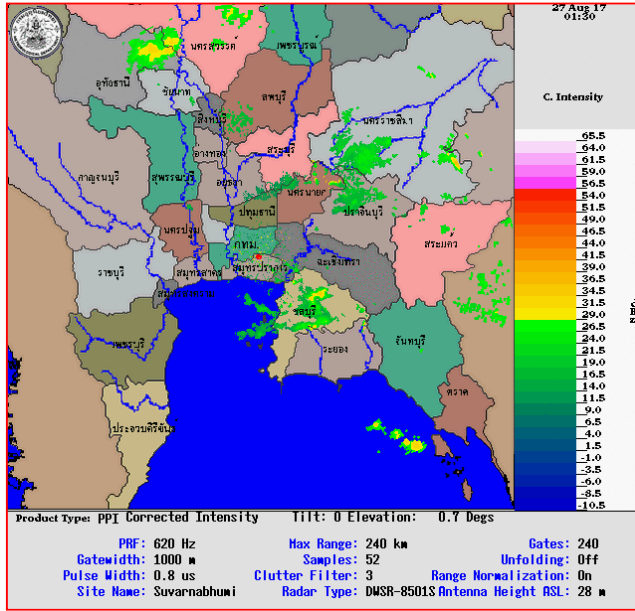 27 Aug 17
01:30
C. Intensity
65.5
64.0
61.5
59.0
56.5
54.0
51.5
49.0
46.5
44.0
41.5
39.0
36.5
34.0
31.5
29.0
26.5
24.0
21.5
19.0
16.5
14.0
11.5
9.0
6.5
4.0
1.5
-1.0
-3.5
-6.0
-8.5
-10.5
นครสวรรค์
เพชรบูรณ์
อุทัยธานี
ชัยนาท
ลพบุรี
สิงห์บุรี
นครราชสีมา
อ่างทอง
สระบุรี
กาญจนบุรี
สุพรรณบุรี
อยุธยา
นครนายก
ปราจีนบุรี
ปทุมธานี
นครปฐม
กทม.
สระแก้ว
ฉะเชิงเทรา
ราชบุรี
สมุทรสาคร
สมุทรปราการ
สมุทรสงคราม
ชลบุรี
เพชรบุรี
ระยอง
จันทบุรี
ตราด
ประจวบคีรีขันธ์
Product Type: PPI Corrected Intensity Tilt: 0 Elevation: 0.7 Degs
PRF: 620 Hz Max Range: 240 km Gates: 240
Gatewidth: 1000 m Samples: 52 Unfolding: Off
Pulse Width: 0.8 us Clutter Filter: 3 Range Normalization: On
Site Name: Suvarnabhumi Radar Type: DWSR-8501S Antenna Height ASL: 28 m